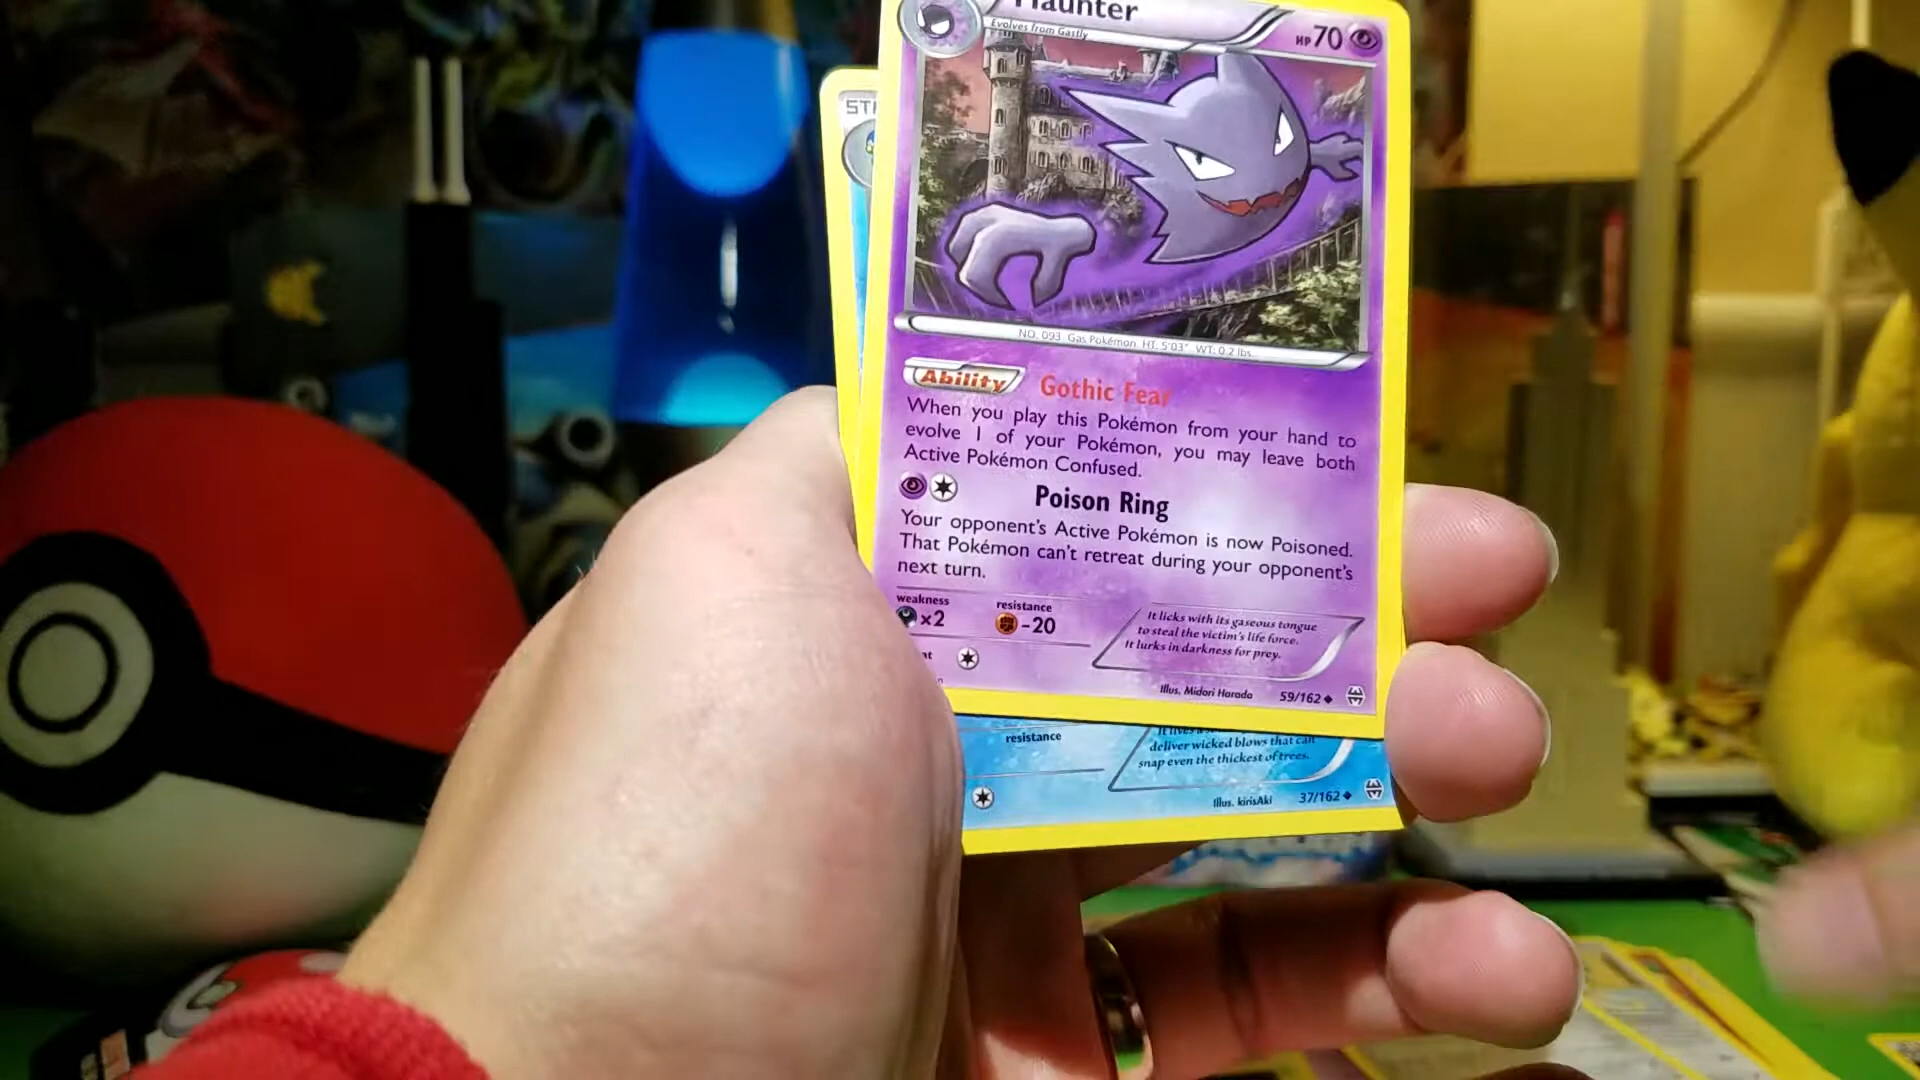 Haunter
Evolves from Gastly
HP 70
NO. 093 Gas Pokémon HT: 5'03" WT: 0.2 lbs.
Ability Gothic Fear
When you play this Pokémon from your hand to
evolve 1 of your Pokémon, you may leave both
Active Pokémon Confused.
Poison Ring
Your opponent's Active Pokémon is now Poisoned.
That Pokémon can't retreat during your opponent's
next turn.
weakness
x2
resistance
-20
It licks with its gaseous tongue
to steal the victim's life force.
It lurks in darkness for prey.
Illus. Midori Harada 59/162
resistance
deliver wicked blows that can
snap even the thickest of trees.
Illus. kirisAki 37/162